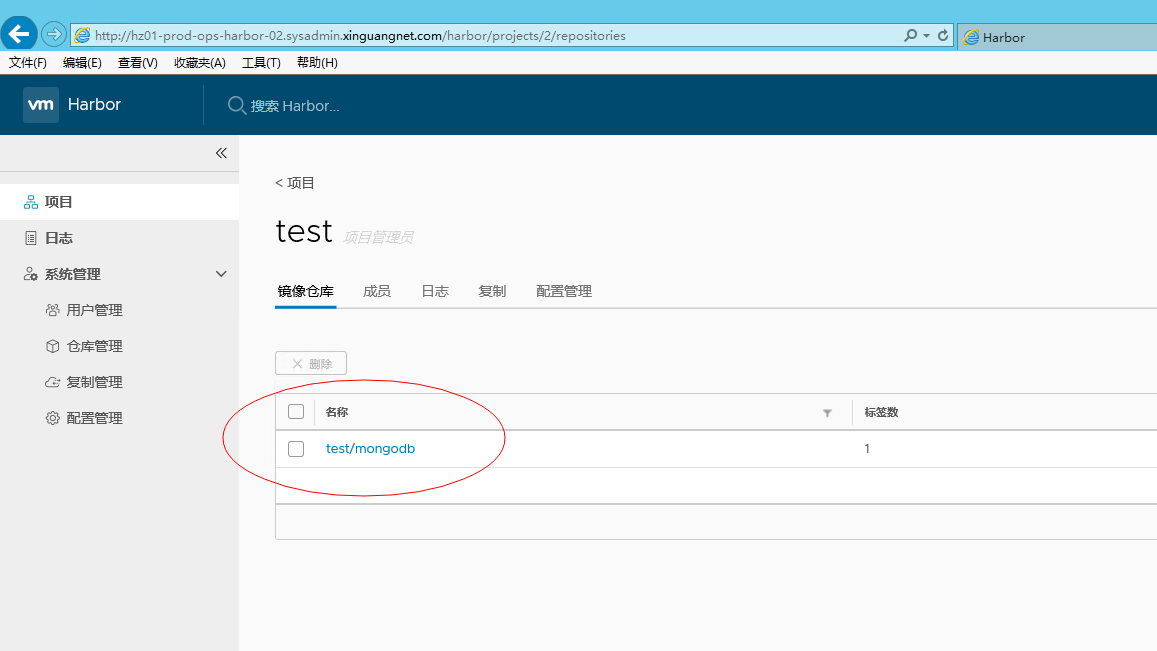 http://hz01-prod-ops-harbor-02.sysadmin.xinguangnet.com/harbor/projects/2/repositories
Harbor
文件(F) 编辑(E) 查看(V) 收藏夹(A) 工具(T) 帮助(H)
vm Harbor 搜索 Harbor...
< 项目
项目
test 项目管理员
日志
系统管理
镜像仓库 成员 日志 复制 配置管理
用户管理
仓库管理
删除
复制管理
名称 标签数
配置管理
test/mongodb 1